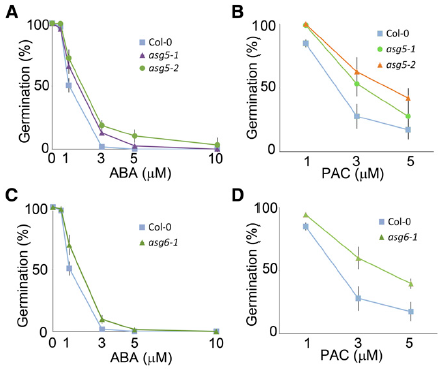 A
Germination (%)
100
50
0
Col-0
asg5-1
asg5-2
0 1 3 5 10
ABA (μM)
B
Germination (%)
100
50
0
Col-0
asg5-1
asg5-2
1 3 5
PAC (μM)
C
Germination (%)
100
50
0
Col-0
asg6-1
0 1 3 5 10
ABA (μM)
D
Germination (%)
100
50
0
Col-0
asg6-1
1 3 5
PAC (μM)